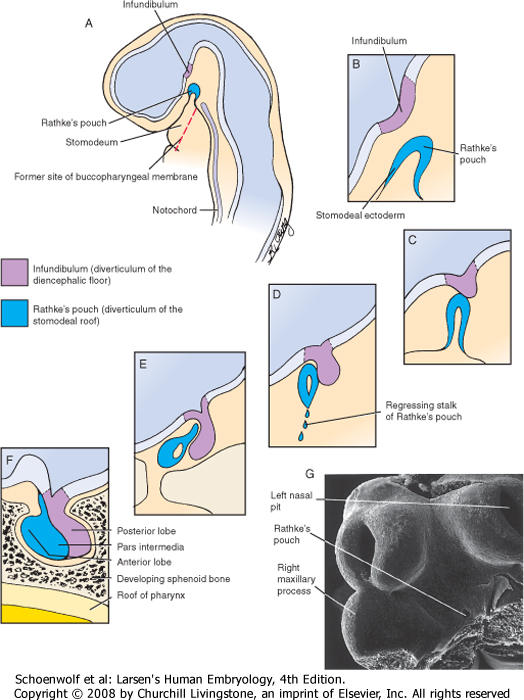 A
Infundibulum
Rathke's pouch
Stomodeum
Former site of buccopharyngeal membrane
Notochord
B
Infundibulum
Rathke's
pouch
Stomodeal ectoderm
Infundibulum (diverticulum of the
diencephalic floor)
Rathke's pouch (diverticulum of the
stomodeal roof)
C
D
Regressing stalk
of Rathke's pouch
E
F
Posterior lobe
Pars intermedia
Anterior lobe
Developing sphenoid bone
Roof of pharynx
G
Left nasal
pit
Rathke's
pouch
Right
maxillary
process
Schoenwolf et al: Larsen's Human Embryology, 4th Edition.
Copyright © 2008 by Churchill Livingstone, an imprint of Elsevier, Inc. All rights reserved